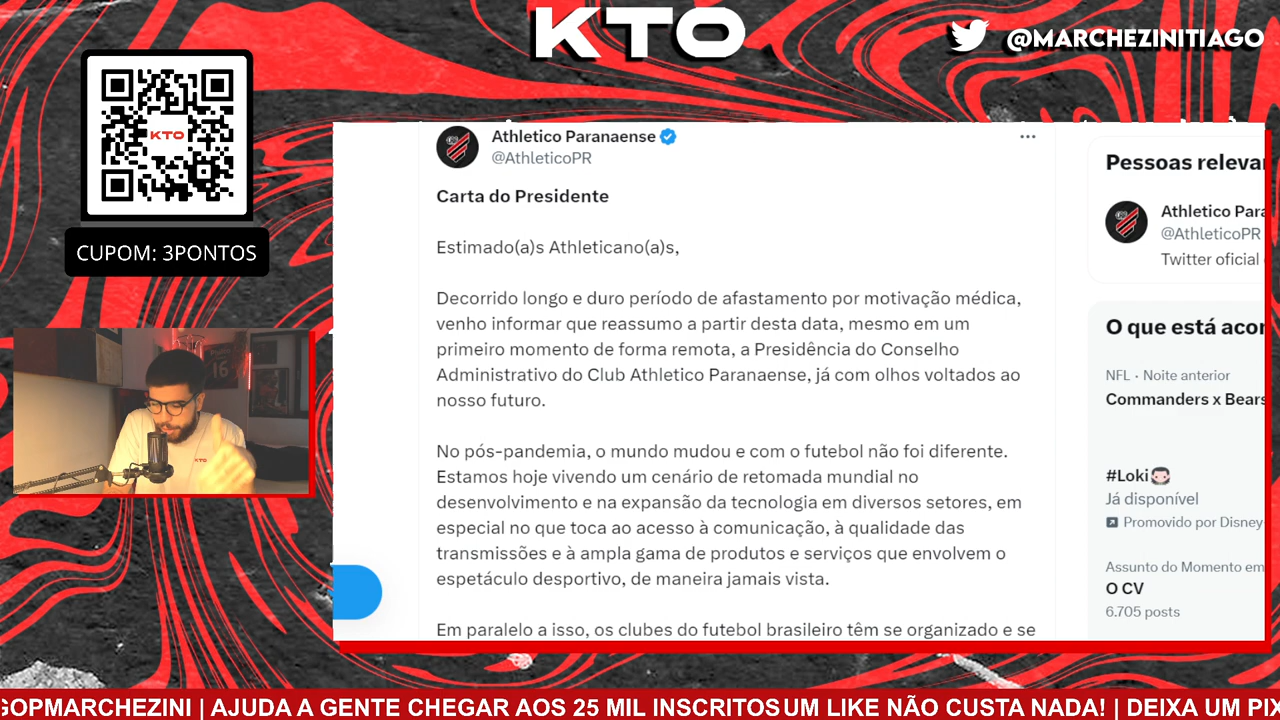 KTO
@MARCHEZINITIAGO
KTO
CUPOM: 3PONTOS
KTO
Athletico Paranaense
@AthleticoPR
Carta do Presidente
Estimado(a)s Athleticano(a)s,
Decorrido longo e duro período de afastamento por motivação médica,
venho informar que reassumo a partir desta data, mesmo em um
primeiro momento de forma remota, a Presidência do Conselho
Administrativo do Club Athletico Paranaense, já com olhos voltados ao
nosso futuro.
No pós-pandemia, o mundo mudou e com o futebol não foi diferente.
Estamos hoje vivendo um cenário de retomada mundial no
desenvolvimento e na expansão da tecnologia em diversos setores, em
especial no que toca ao acesso à comunicação, à qualidade das
transmissões e à ampla gama de produtos e serviços que envolvem o
espetáculo desportivo, de maneira jamais vista.
Em paralelo a isso, os clubes do futebol brasileiro têm se organizado e se
Pessoas releva
Athletico Para
@AthleticoPR
Twitter oficial
O que está acor
NFL · Noite anterior
Commanders x Bears
#Loki
Já disponível
Promovido por Disney
Assunto do Momento em
O CV
6.705 posts
GOPMARCHEZINI | AJUDA A GENTE CHEGAR AOS 25 MIL INSCRITOS UM LIKE NÃO CUSTA NADA! | DEIXA UM PIX